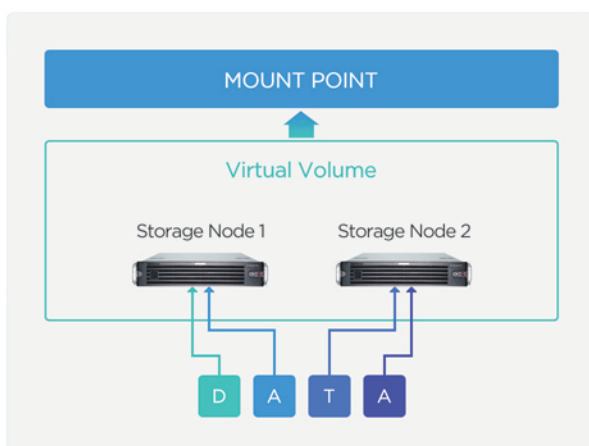 MOUNT POINT
Virtual Volume
Storage Node 1 Storage Node 2
D A T A